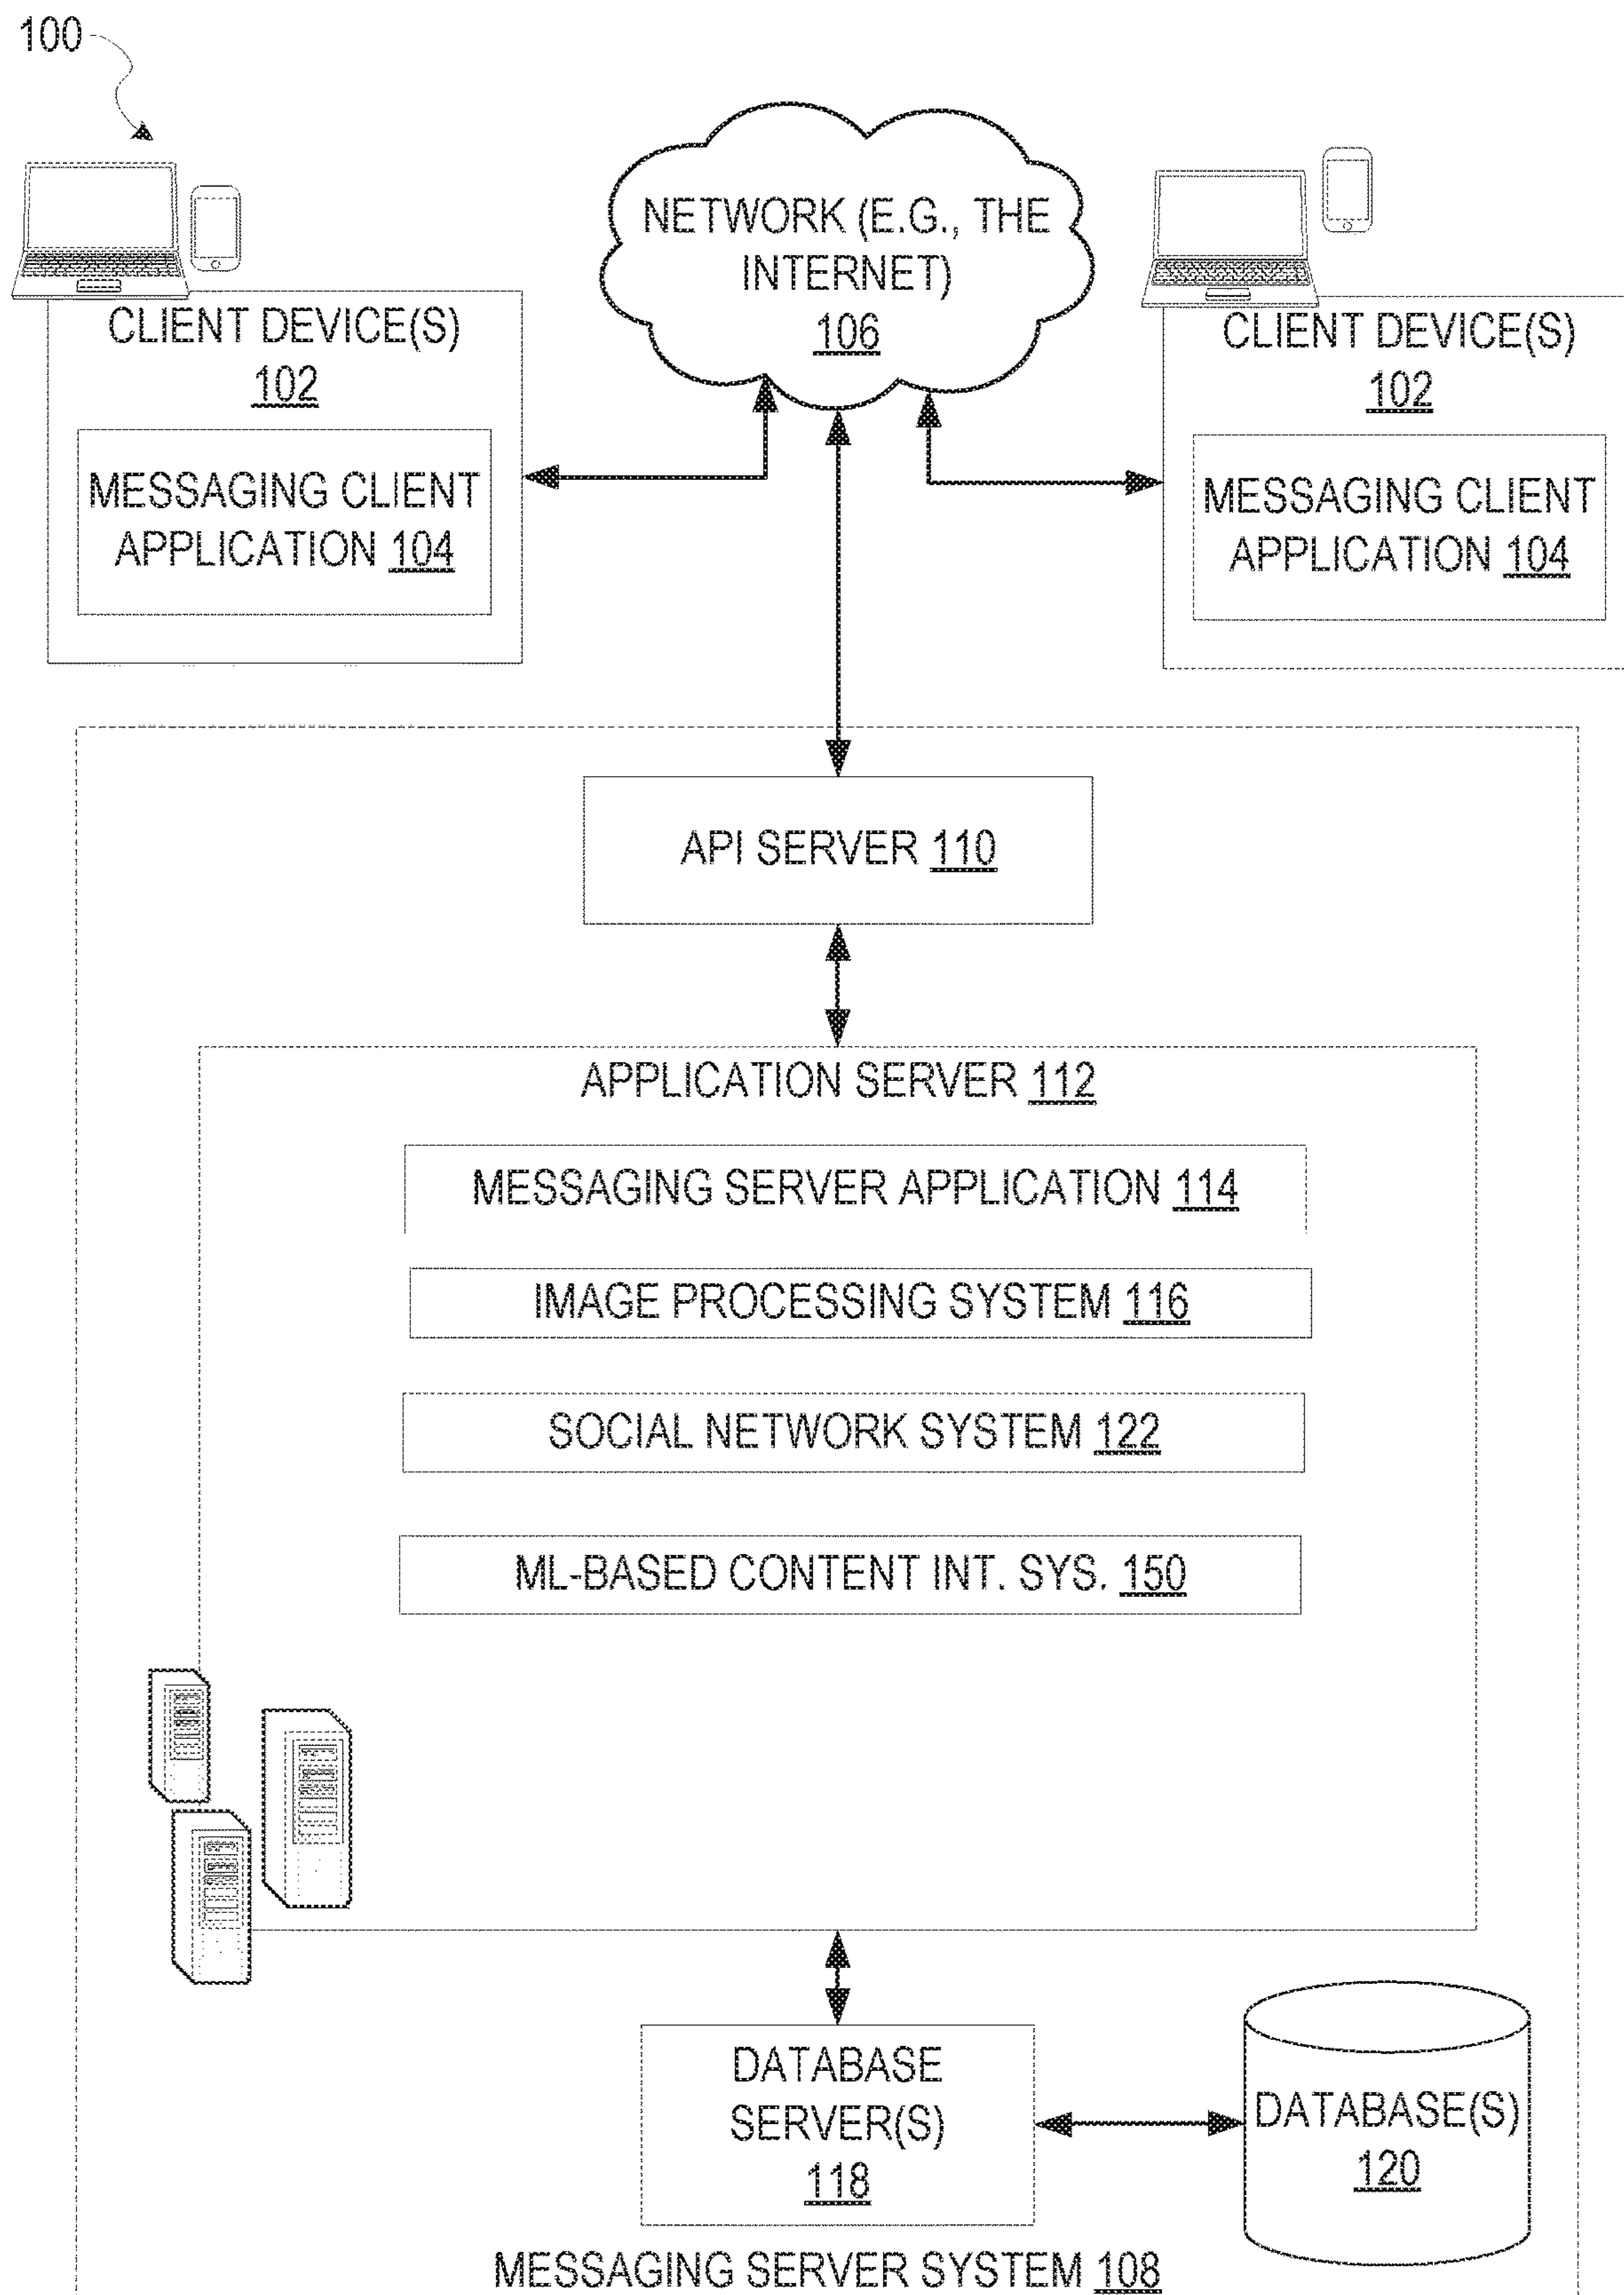 100
NETWORK (E.G., THE
INTERNET)
106
CLIENT DEVICE(S)
102
MESSAGING CLIENT
APPLICATION 104
CLIENT DEVICE(S)
102
MESSAGING CLIENT
APPLICATION 104
API SERVER 110
APPLICATION SERVER 112
MESSAGING SERVER APPLICATION 114
IMAGE PROCESSING SYSTEM 116
SOCIAL NETWORK SYSTEM 122
ML-BASED CONTENT INT. SYS. 150
DATABASE
SERVER(S)
118
DATABASE(S)
120
MESSAGING SERVER SYSTEM 108